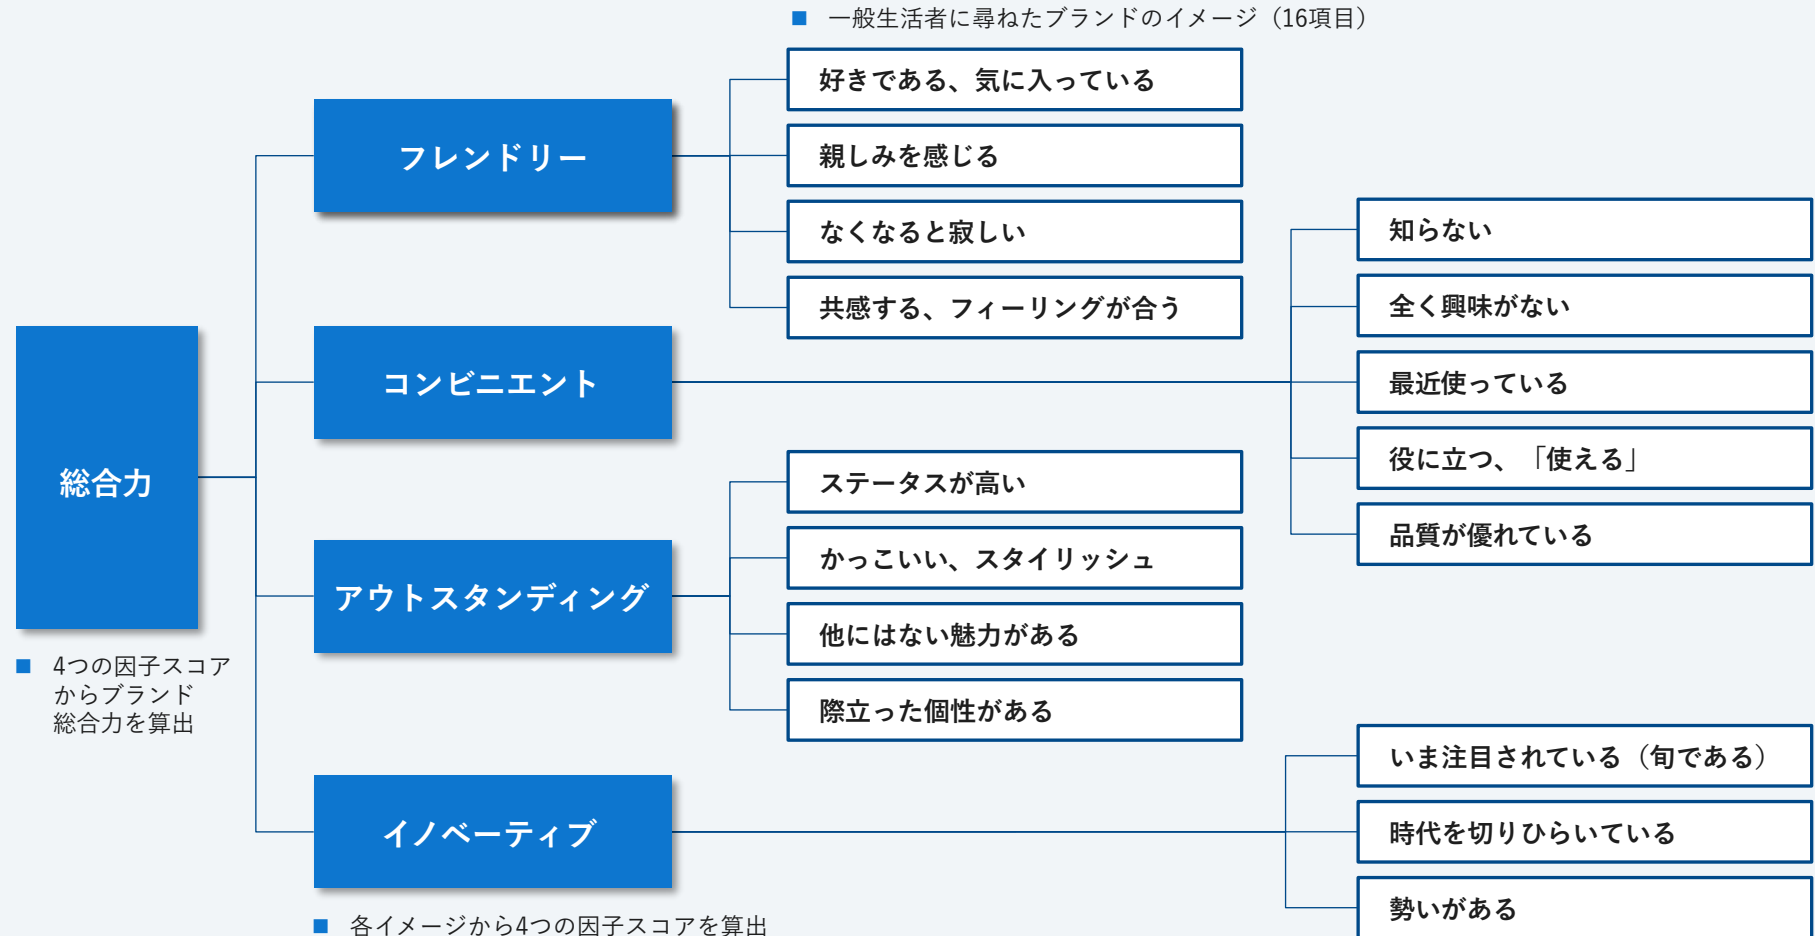 ■ 一般生活者に尋ねたブランドのイメージ（16項目）
総合力
■ 4つの因子スコア
からブランド
総合力を算出
フレンドリー
好きである、気に入っている
親しみを感じる
なくなると寂しい
共感する、フィーリングが合う
コンビニエント
知らない
全く興味がない
最近使っている
役に立つ、「使える」
品質が優れている
アウトスタンディング
ステータスが高い
かっこいい、スタイリッシュ
他にはない魅力がある
際立った個性がある
イノベーティブ
いま注目されている（旬である）
時代を切りひらいている
勢いがある
■ 各イメージから4つの因子スコアを算出